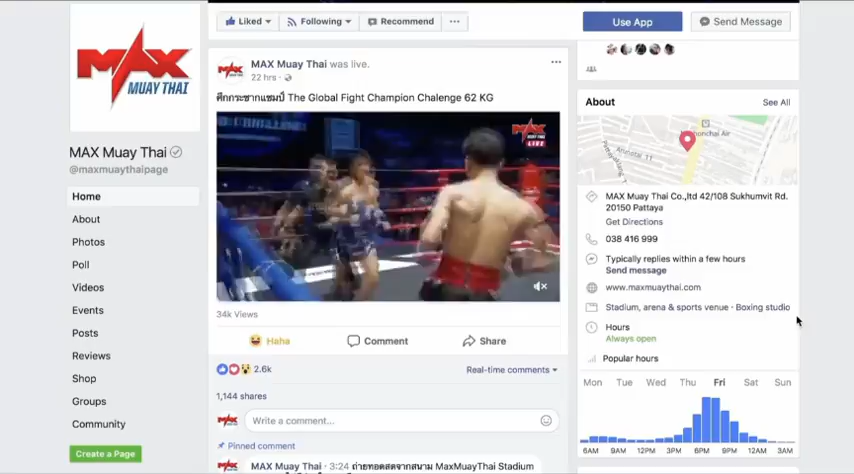 MAX
MUAY THAI
MAX Muay Thai
@maxmuaythaipage
Home
About
Photos
Poll
Videos
Events
Posts
Reviews
Shop
Groups
Community
Create a Page
Liked
Following
Recommend
Use App
Send Message
MAX Muay Thai was live.
22 hrs ·
ศึกกระชากแชมป์ The Global Fight Champion Chalenge 62 KG
MAX
MUAY THAI
LIVE
34k Views
Haha
Comment
Share
2.6k
Real-time comments
1,144 shares
Write a comment...
Pinned comment
MAX Muay Thai · 3:24 ถ่ายทอดสดจากสนาม MaxMuayThai Stadium
About
See All
Arunotai 11
MAX Muay Thai Co.,ltd 42/108 Sukhumvit Rd.
20150 Pattaya
Get Directions
038 416 999
Typically replies within a few hours
Send message
www.maxmuaythai.com
Stadium, arena & sports venue · Boxing studio
Hours
Always open
Popular hours
Mon Tue Wed Thu Fri Sat Sun
6AM 9AM 12PM 3PM 6PM 9PM 12AM 3AM